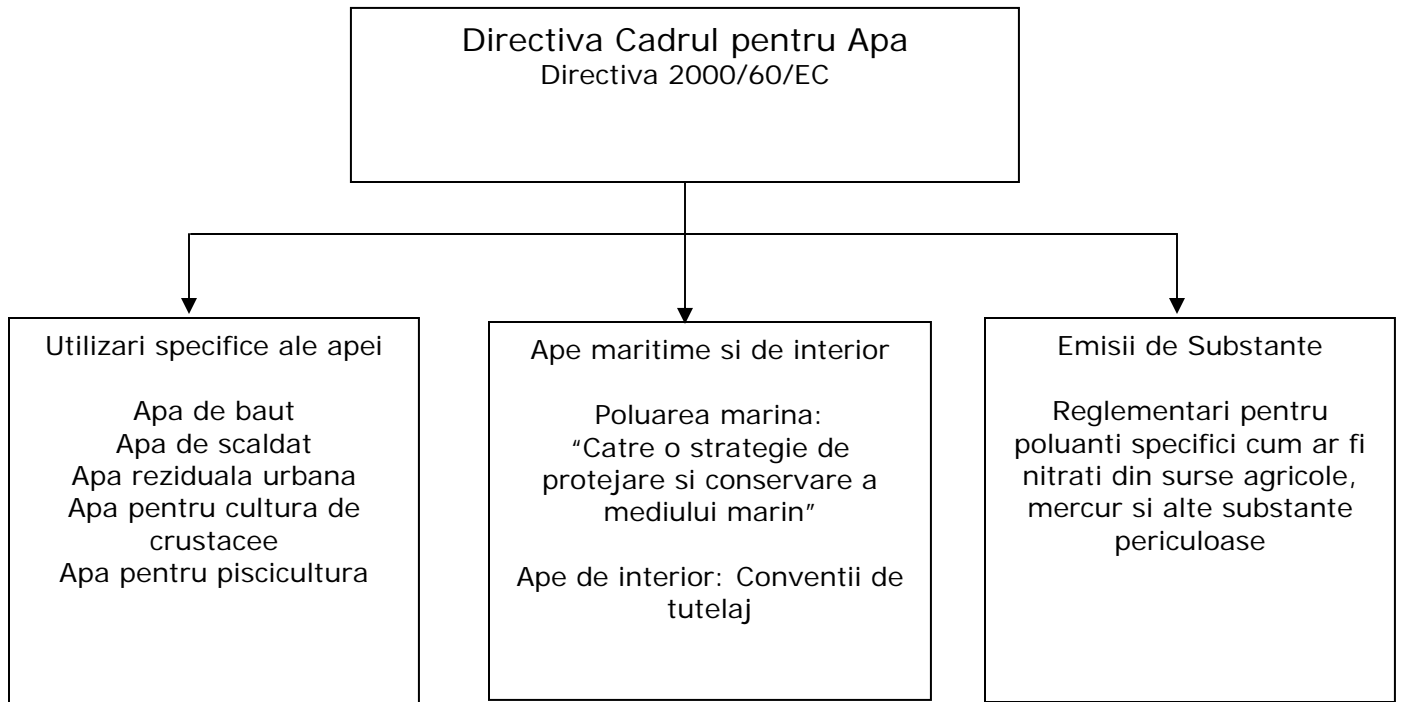 Directiva Cadrul pentru Apa
Directiva 2000/60/EC
Utilizari specifice ale apei
Apa de baut
Apa de scaldat
Apa reziduala urbana
Apa pentru cultura de
crustacee
Apa pentru piscicultura
Ape maritime si de interior
Poluarea marina:
"Catre o strategie de
protejare si conservare a
mediului marin"
Ape de interior: Conventii de
tutelaj
Emisii de Substante
Reglementari pentru
poluanti specifici cum ar fi
nitrati din surse agricole,
mercur si alte substante
periculoase